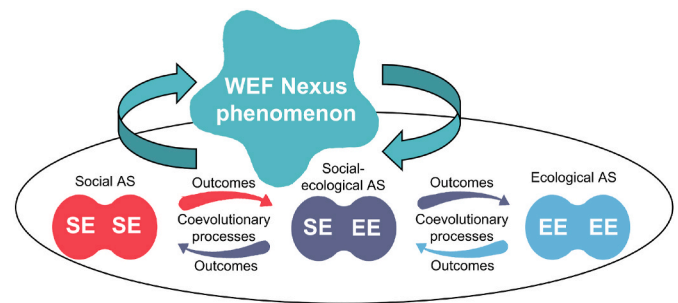 WEF Nexus
phenomenon
Social AS
Outcomes
Social-
ecological AS
Outcomes
Ecological AS
SE SE
Coevolutionary
processes
SE EE
Coevolutionary
processes
EE EE
Outcomes
Outcomes